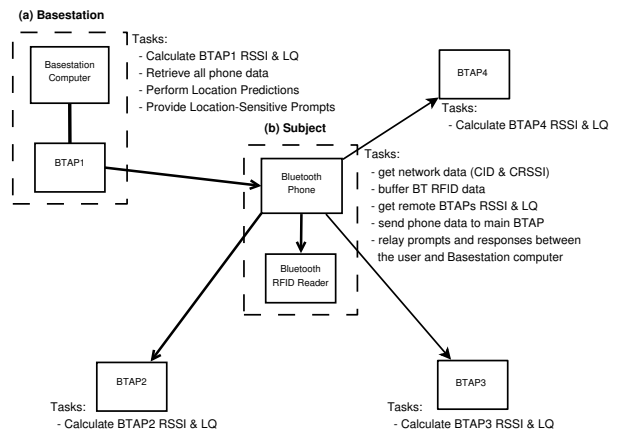 (a) Basestation
Basestation
Computer
BTAP1
Tasks:
- Calculate BTAP1 RSSI & LQ
- Retrieve all phone data
- Perform Location Predictions
- Provide Location-Sensitive Prompts
BTAP4
Tasks:
- Calculate BTAP4 RSSI & LQ
(b) Subject
Bluetooth
Phone
Bluetooth
RFID Reader
Tasks:
- get network data (CID & CRSSI)
- buffer BT RFID data
- get remote BTAPs RSSI & LQ
- send phone data to main BTAP
- relay prompts and responses between
the user and Basestation computer
BTAP2
Tasks:
- Calculate BTAP2 RSSI & LQ
BTAP3
Tasks:
- Calculate BTAP3 RSSI & LQ